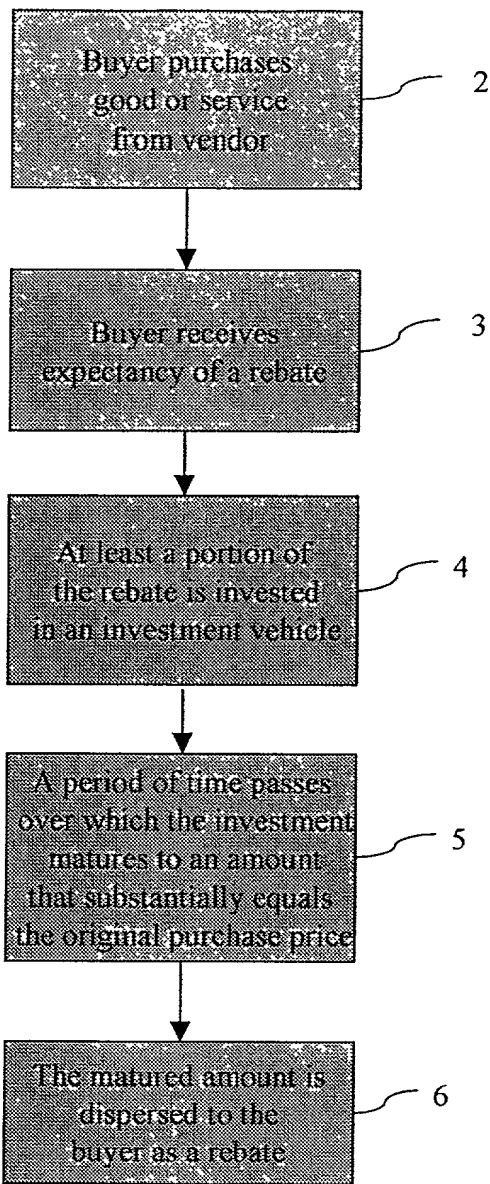 Buyer purchases
good or service
from vendor
2
Buyer receives
expectancy of a rebate
3
At least a portion of
the rebate is invested
in an investment vehicle
4
A period of time passes
over which the investment
matures to an amount
that substantially equals
the original purchase price
5
The matured amount is
dispersed to the
buyer as a rebate
6